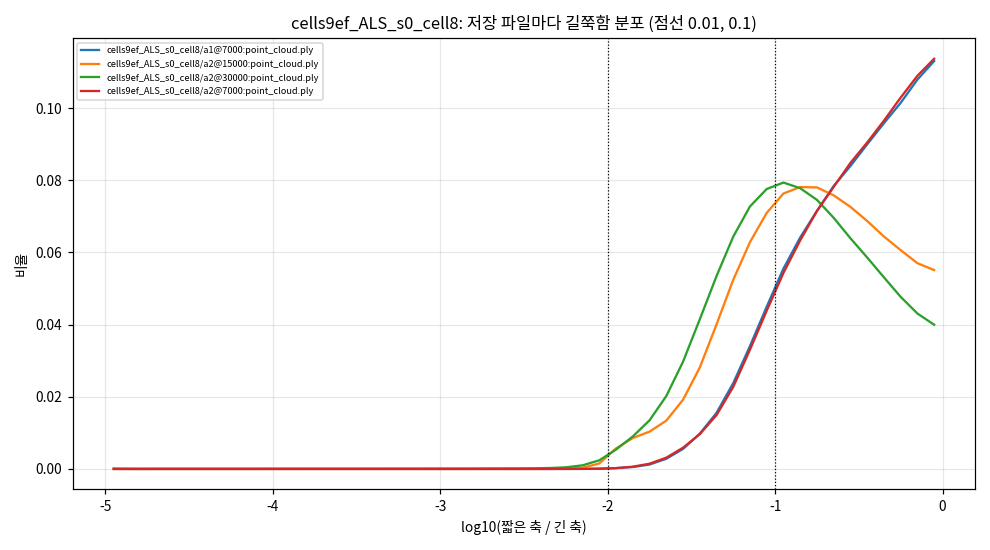 cells9ef_ALS_s0_cell8: 저장 파일마다 길쭉함 분포 (점선 0.01, 0.1)
cells9ef_ALS_s0_cell8/a1@7000:point_cloud.ply
cells9ef_ALS_s0_cell8/a2@15000:point_cloud.ply
cells9ef_ALS_s0_cell8/a2@30000:point_cloud.ply
cells9ef_ALS_s0_cell8/a2@7000:point_cloud.ply
비율
0.10
0.08
0.06
0.04
0.02
0.00
-5 -4 -3 -2 -1 0
log10(짧은 축 / 긴 축)